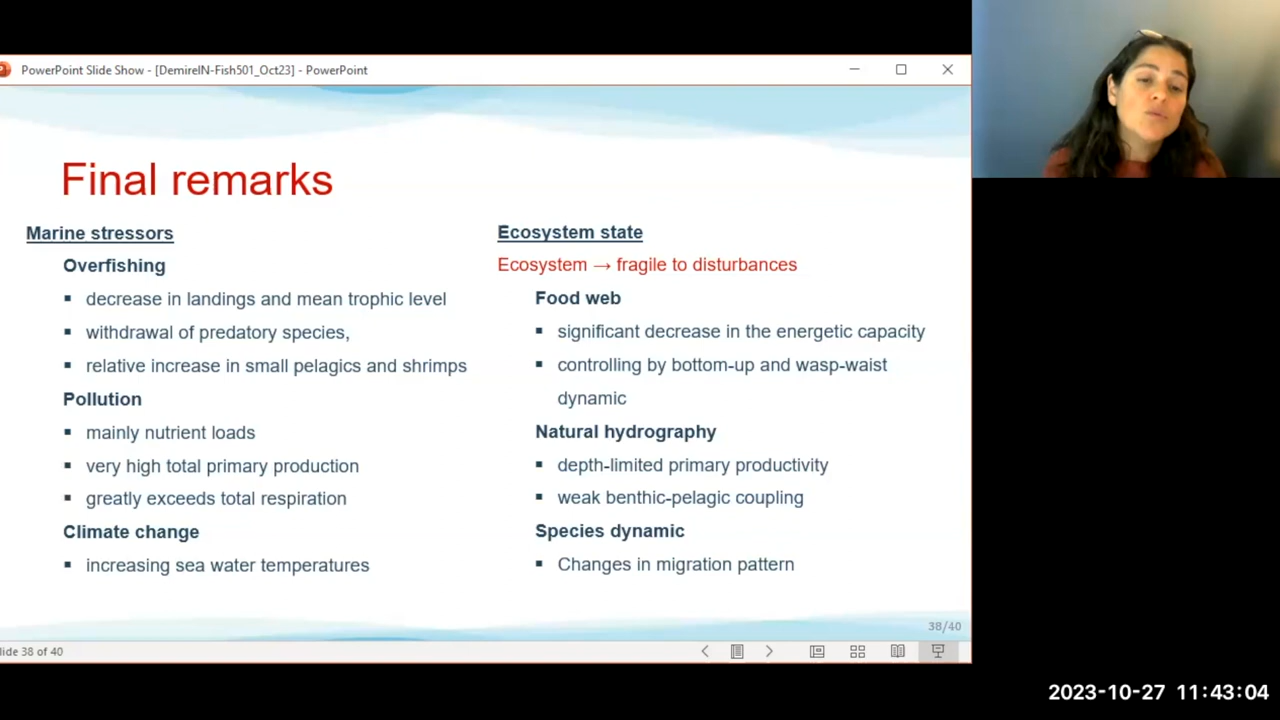 PowerPoint Slide Show - [DemirelN-Fish501_Oct23] - PowerPoint
Final remarks
Marine stressors
Overfishing
decrease in landings and mean trophic level
withdrawal of predatory species,
relative increase in small pelagics and shrimps
Pollution
mainly nutrient loads
very high total primary production
greatly exceeds total respiration
Climate change
increasing sea water temperatures
Ecosystem state
Ecosystem → fragile to disturbances
Food web
significant decrease in the energetic capacity
controlling by bottom-up and wasp-waist
dynamic
Natural hydrography
depth-limited primary productivity
weak benthic-pelagic coupling
Species dynamic
Changes in migration pattern
38/40
lide 38 of 40
2023-10-27 11:43:04